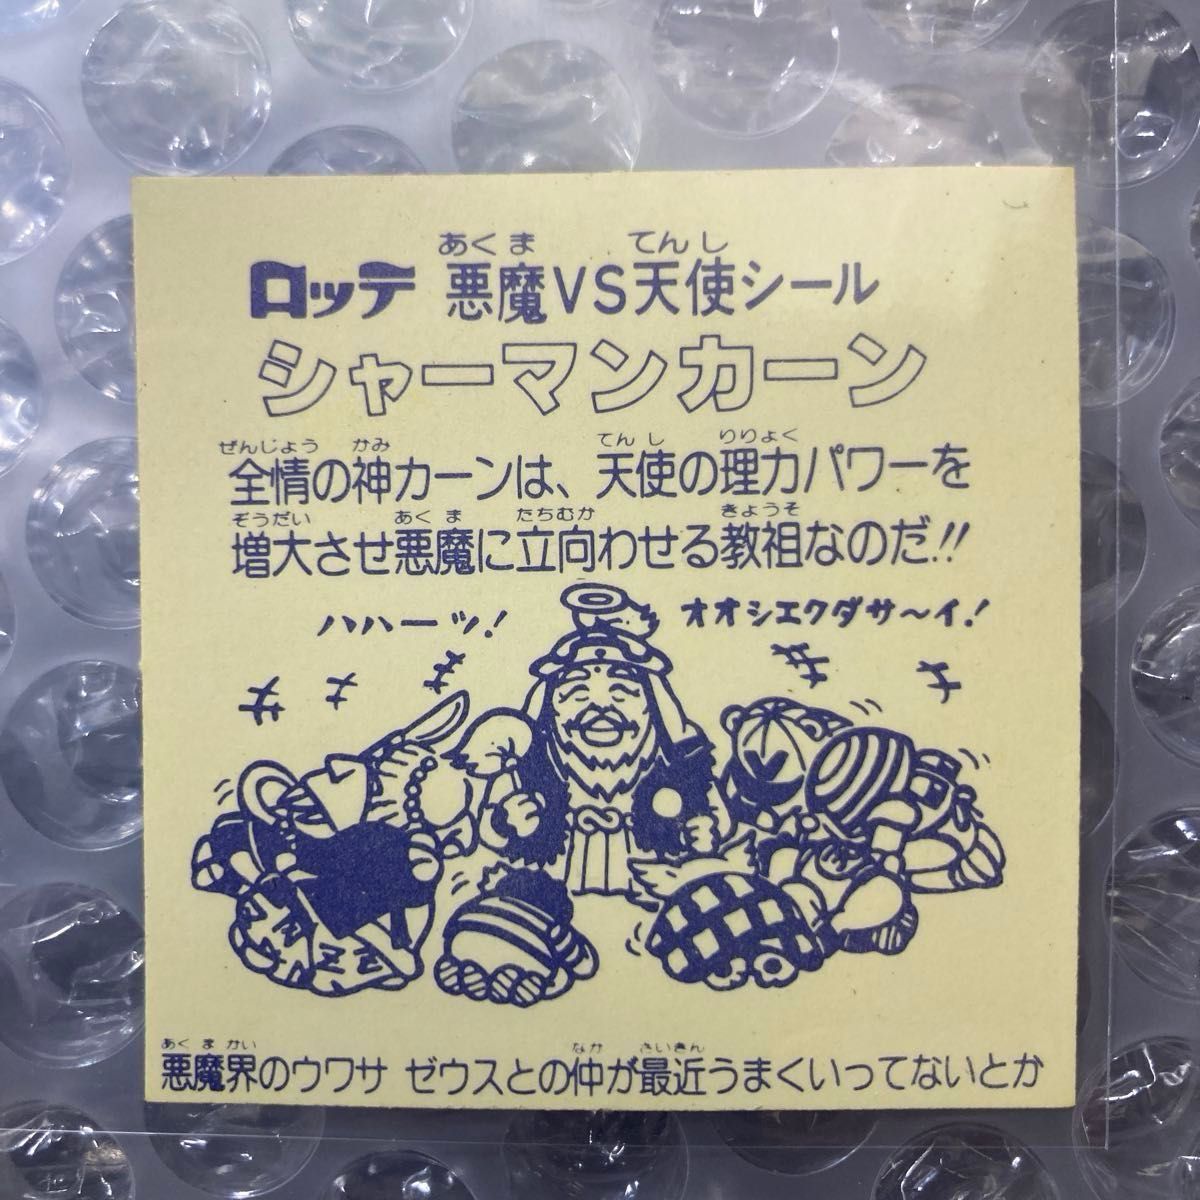 あくま てんし
ロッテ 悪魔VS天使シール
シャーマンカーン
ぜんじょう かみ てんし りりょく
全情の神カーンは、天使の理力パワーを
ぞうだい あくま たちむか きょうそ
増大させ悪魔に立向わせる教祖なのだ!!
ハハーッ! オオシエクダサ〜イ!
あくまかい なか さいきん
悪魔界のウワサ ゼウスとの仲が最近うまくいってないとか